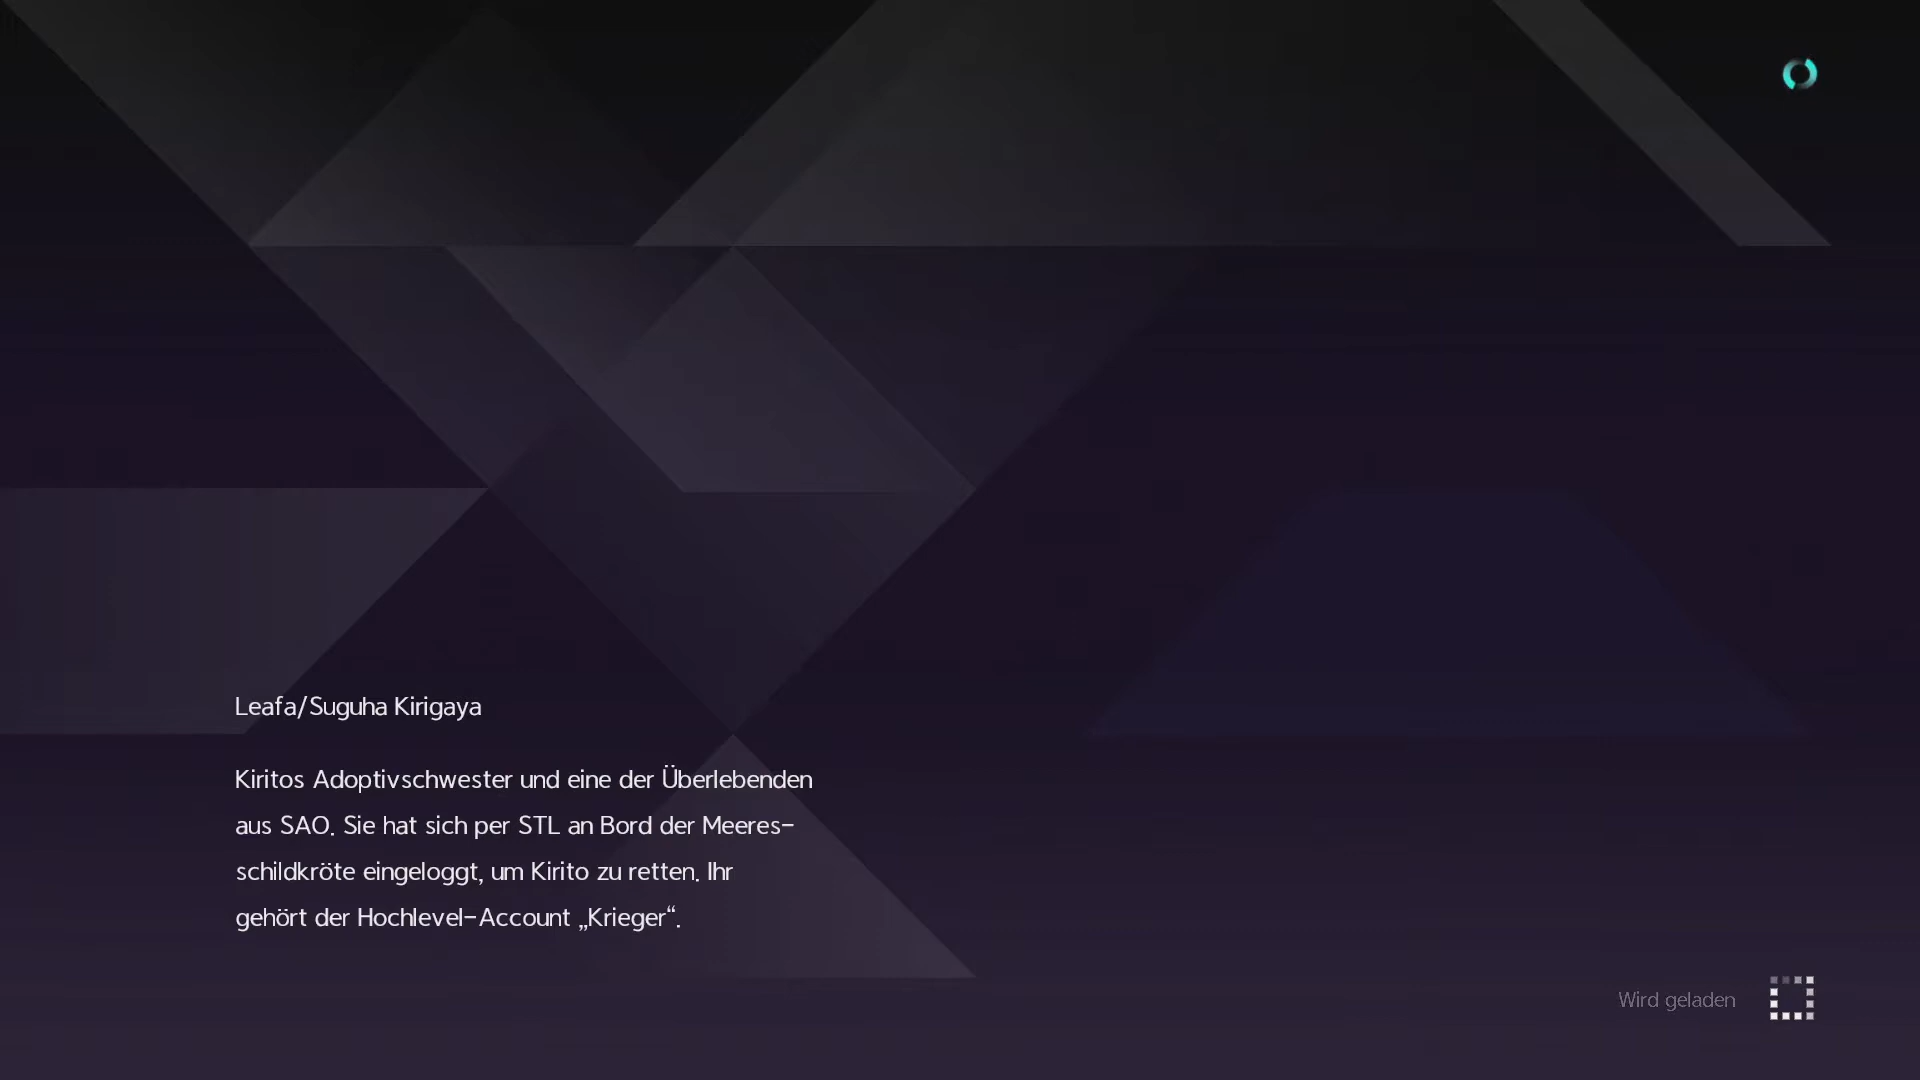 Leafa/Suguha Kirigaya
Kiritos Adoptivschwester und eine der Überlebenden
aus SAO. Sie hat sich per STL an Bord der Meeres-
schildkröte eingeloggt, um Kirito zu retten. Ihr
gehört der Hochlevel-Account „Krieger“.
Wird geladen